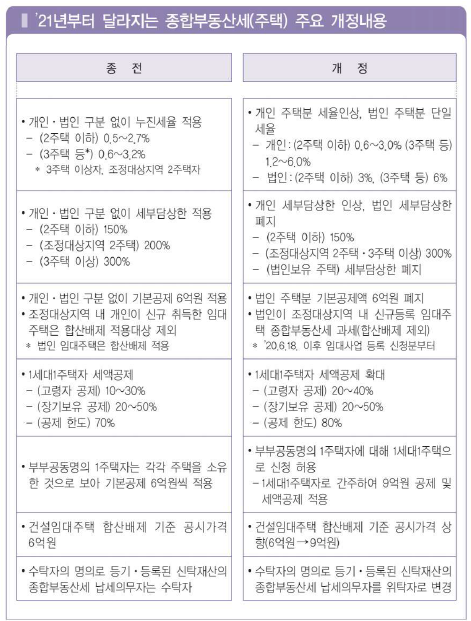 '21년부터 달라지는 종합부동산세(주택) 주요 개정내용
종 전
개 정
• 개인·법인 구분 없이 누진세율 적용
– (2주택 이하) 0.5~2.7%
– (3주택 등*) 0.6~3.2%
* 3주택 이상자, 조정대상지역 2주택자
• 개인 주택분 세율인상, 법인 주택분 단일
세율
– 개인: (2주택 이하) 0.6~3.0% (3주택 등)
1.2~6.0%
– 법인: (2주택 이하) 3%, (3주택 등) 6%
• 개인·법인 구분 없이 세부담상한 적용
– (2주택 이하) 150%
– (조정대상지역 2주택) 200%
– (3주택 이상) 300%
• 개인 세부담상한 인상, 법인 세부담상한
폐지
– (2주택 이하) 150%
– (조정대상지역 2주택·3주택 이상) 300%
– (법인보유 주택) 세부담상한 폐지
• 개인·법인 구분 없이 기본공제 6억원 적용
• 조정대상지역 내 개인이 신규 취득한 임대
주택은 합산배제 적용대상 제외
* 법인 임대주택은 합산배제 적용
• 법인 주택분 기본공제액 6억원 폐지
• 법인이 조정대상지역 내 신규등록 임대주
택 종합부동산세 과세(합산배제 제외)
* '20.6.18. 이후 임대사업 등록 신청분부터
• 1세대1주택자 세액공제
– (고령자 공제) 10~30%
– (장기보유 공제) 20~50%
– (공제 한도) 70%
• 1세대1주택자 세액공제 확대
– (고령자 공제) 20~40%
– (장기보유 공제) 20~50%
– (공제 한도) 80%
• 부부공동명의 1주택자는 각각 주택을 소유
한 것으로 보아 기본공제 6억원씩 적용
• 부부공동명의 1주택자에 대해 1세대1주택으
로 신청 허용
– 1세대1주택자로 간주하여 9억원 공제 및
세액공제 적용
• 건설임대주택 합산배제 기준 공시가격
6억원
• 건설임대주택 합산배제 기준 공시가격 상
향(6억원→9억원)
• 수탁자의 명의로 등기·등록된 신탁재산의
종합부동산세 납세의무자는 수탁자
• 수탁자의 명의로 등기·등록된 신탁재산의
종합부동산세 납세의무자를 위탁자로 변경